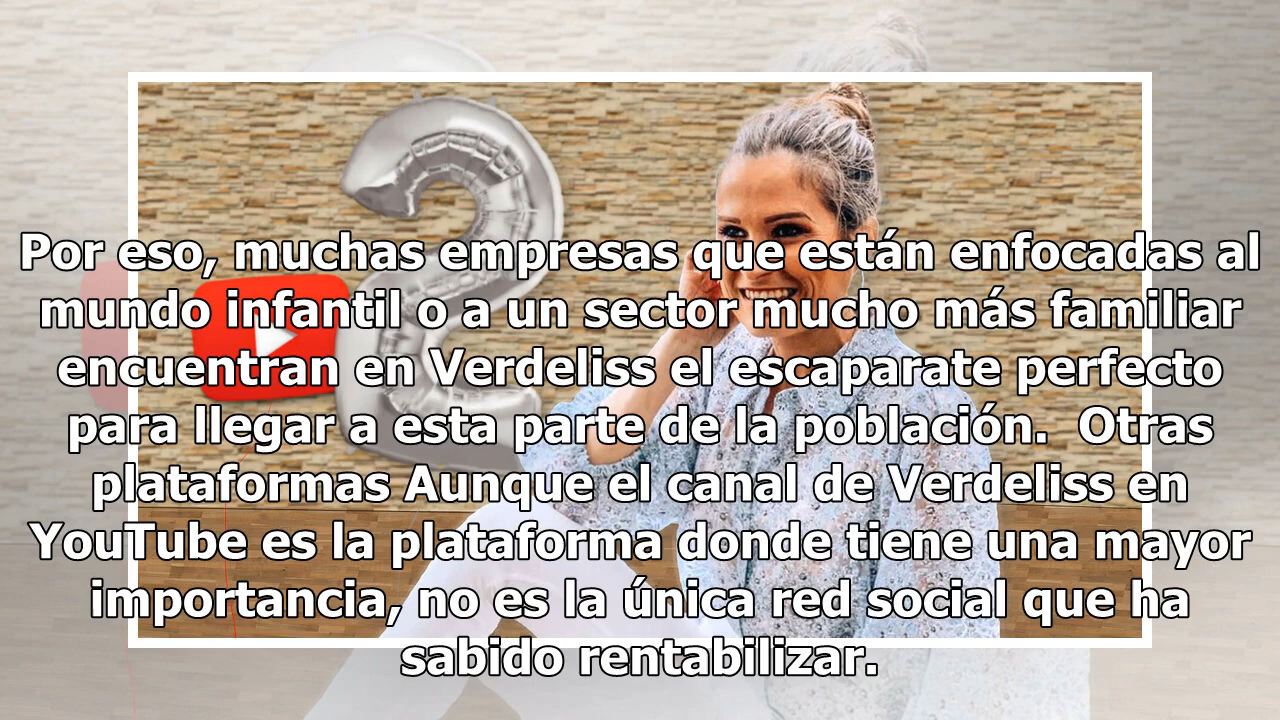 Por eso, muchas empresas que están enfocadas al
mundo infantil o a un sector mucho más familiar
encuentran en Verdeliss el escaparate perfecto
para llegar a esta parte de la población.  Otras
plataformas Aunque el canal de Verdeliss en
YouTube es la plataforma donde tiene una mayor
importancia, no es la única red social que ha
sabido rentabilizar.